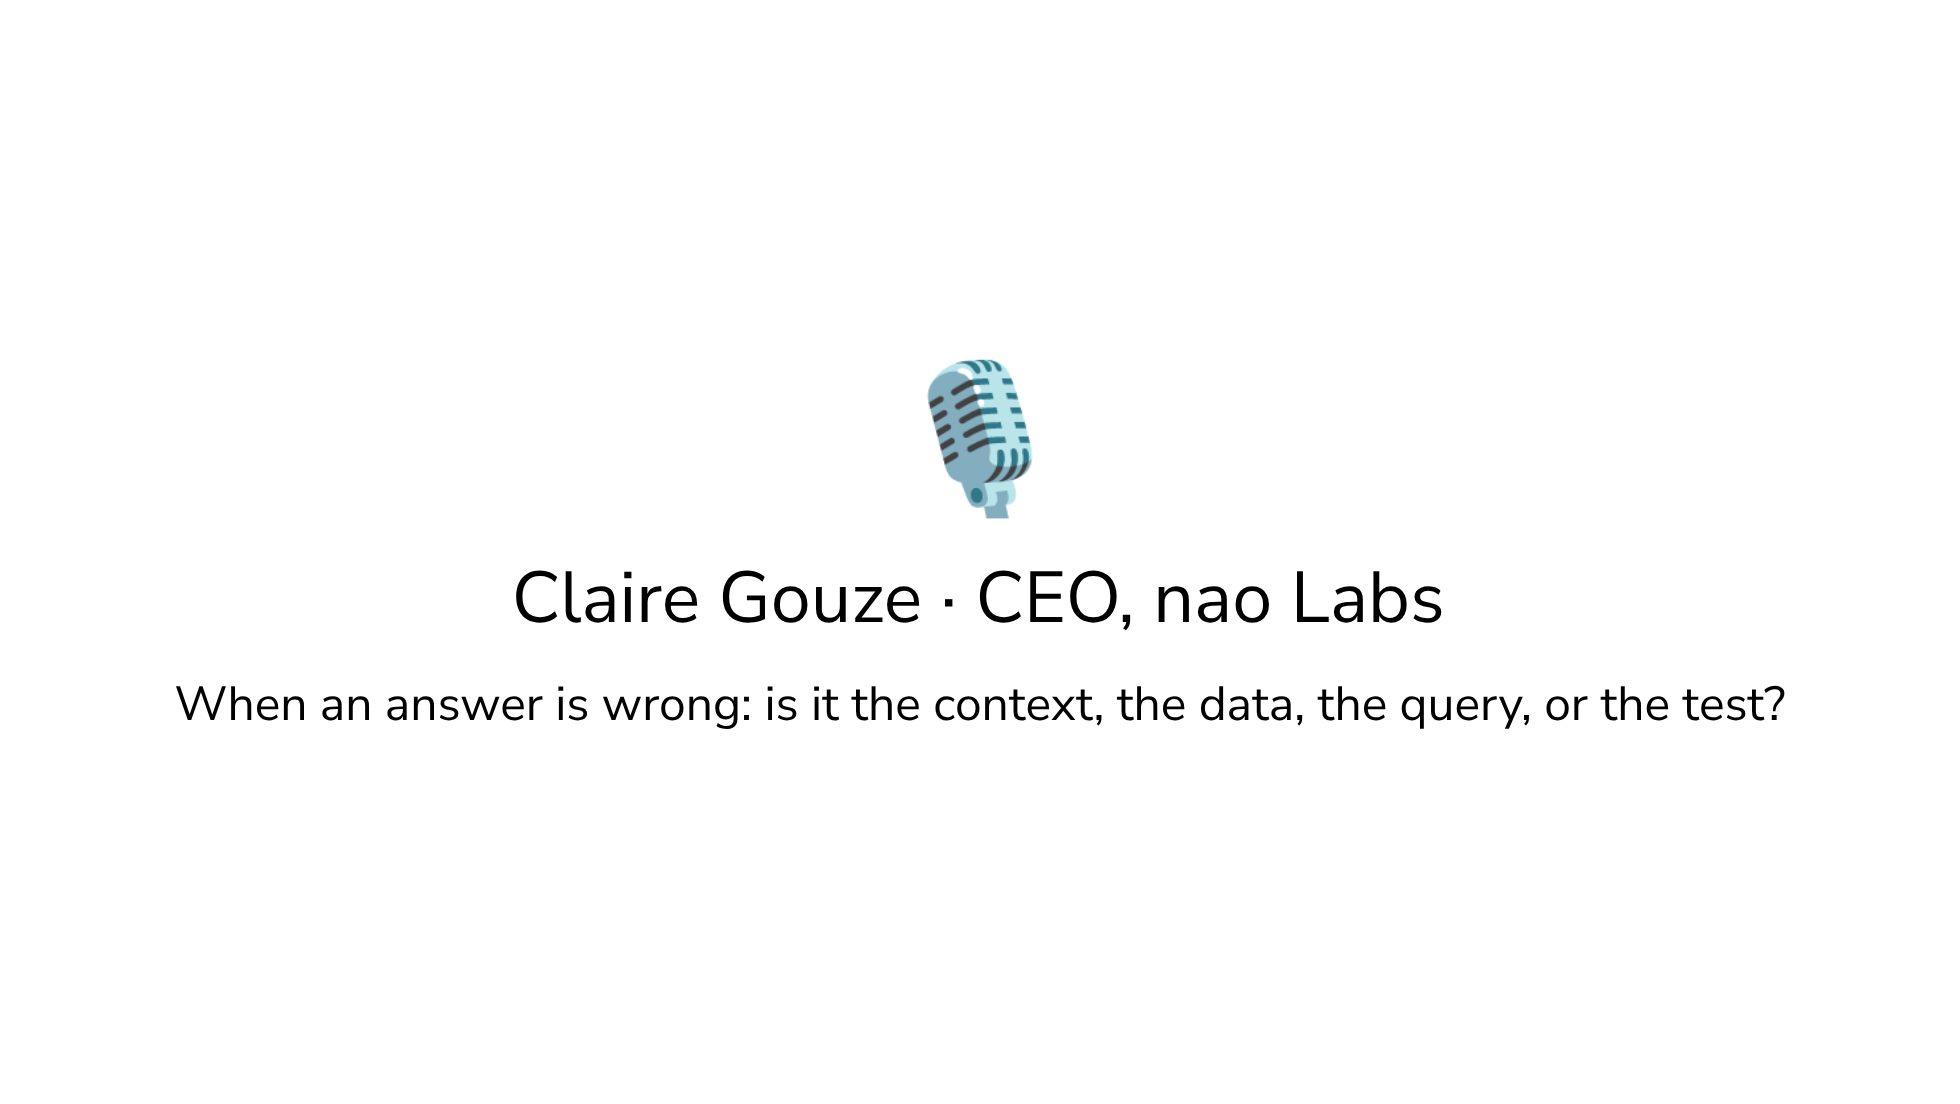 Claire Gouze · CEO, nao Labs
When an answer is wrong: is it the context, the data, the query, or the test?